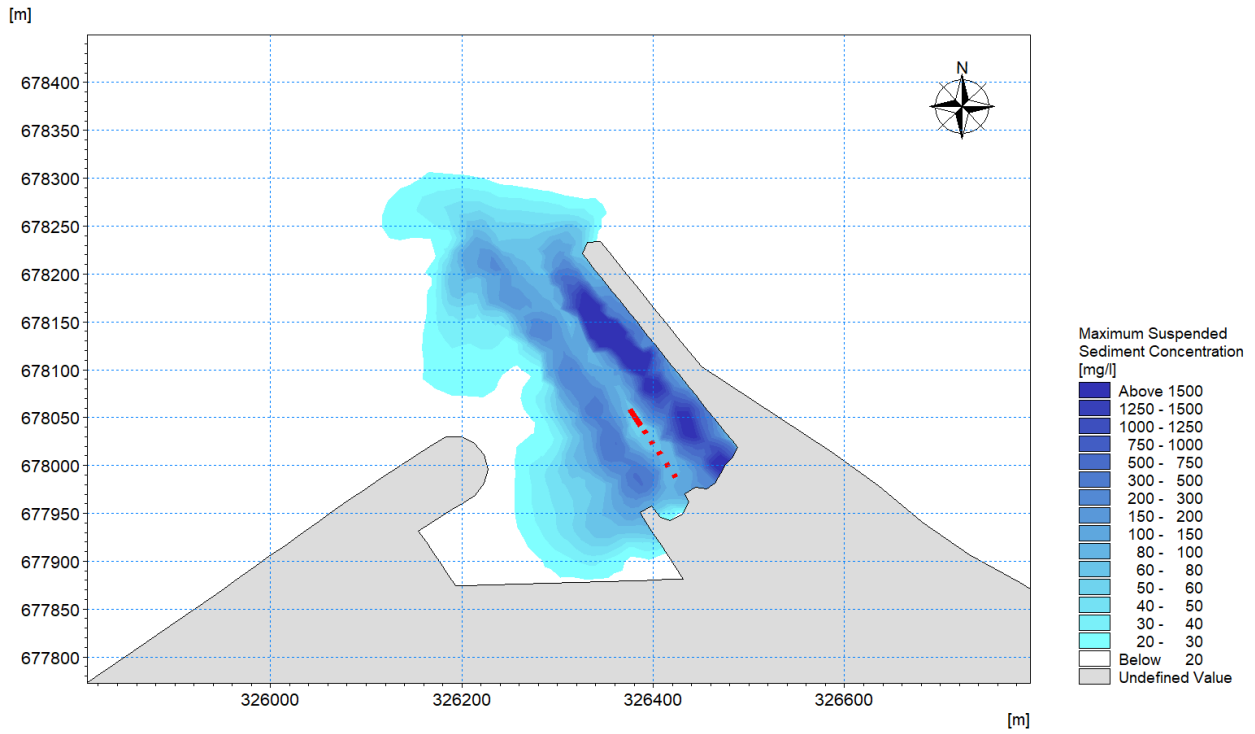 [m]
N
678400
678350
678300
678250
678200
678150
678100
678050
678000
677950
677900
677850
677800
326000 326200 326400 326600
[m]
Maximum Suspended
Sediment Concentration
[mg/l]
Above 1500
1250 - 1500
1000 - 1250
750 - 1000
500 - 750
300 - 500
200 - 300
150 - 200
100 - 150
80 - 100
60 - 80
50 - 60
40 - 50
30 - 40
20 - 30
Below 20
Undefined Value